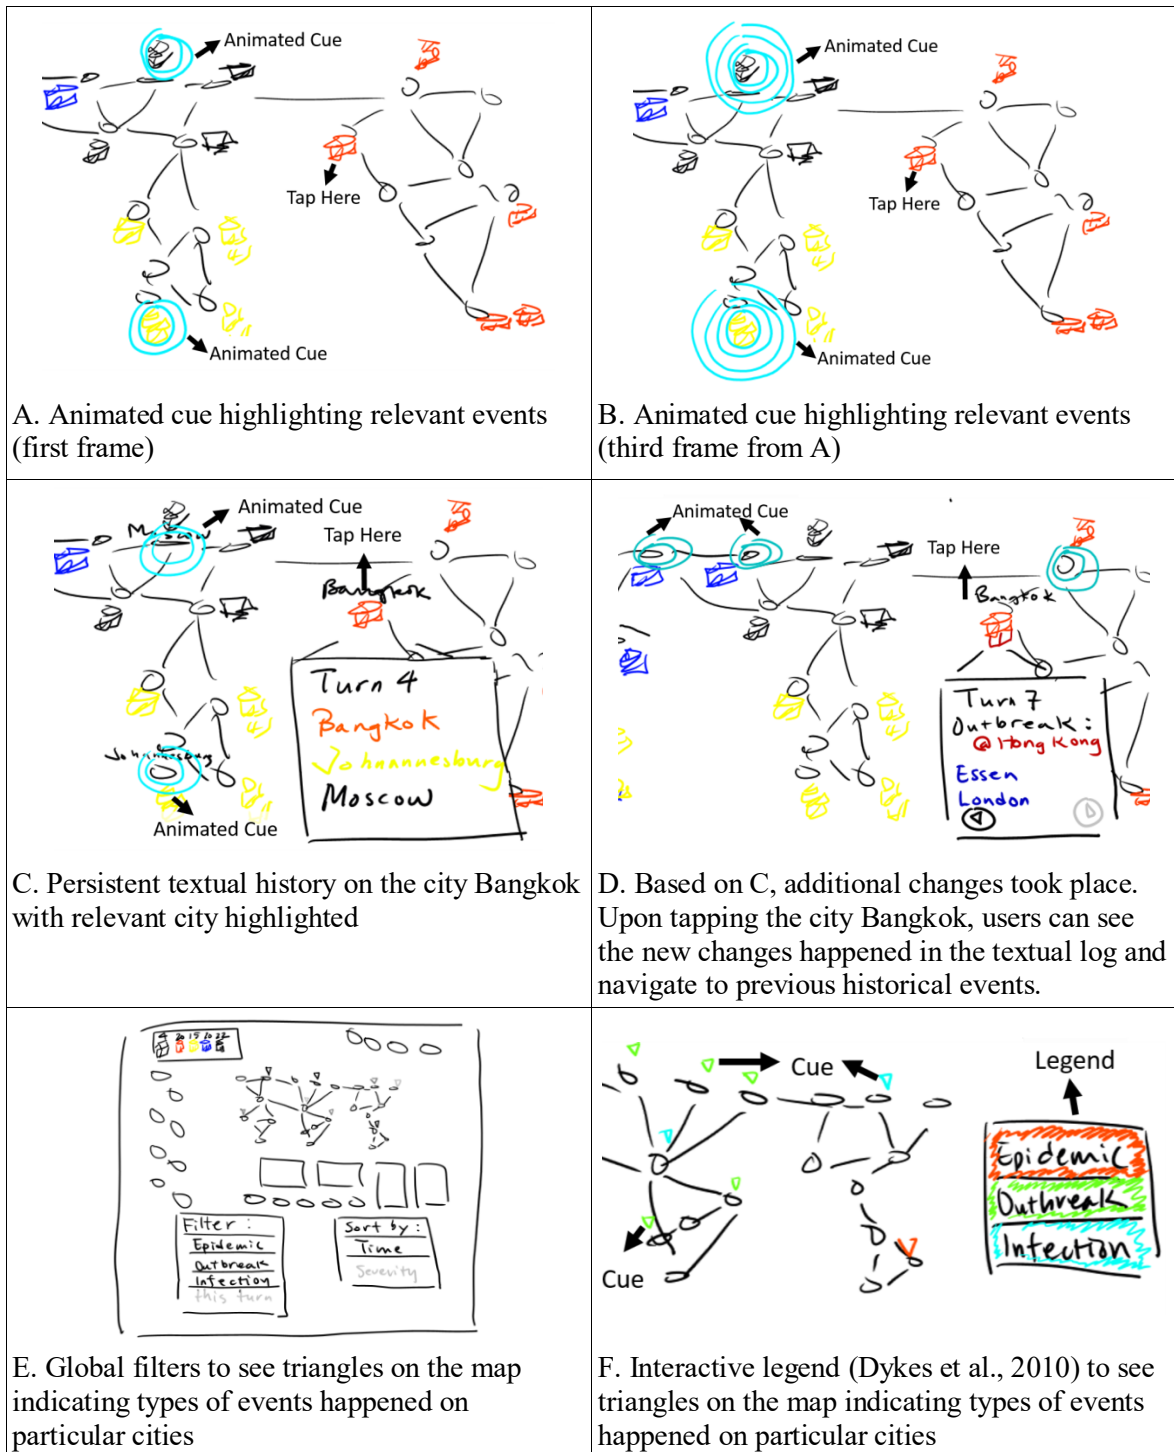 Animated Cue
Tap Here
Animated Cue
A. Animated cue highlighting relevant events
(first frame)
Animated Cue
Tap Here
Animated Cue
B. Animated cue highlighting relevant events
(third frame from A)
Animated Cue
Moscow
Tap Here
Bangkok
Turn 4
Bangkok
Johannesburg
Johannnesburg
Moscow
Animated Cue
C. Persistent textual history on the city Bangkok
with relevant city highlighted
Animated Cue
Tap Here
Bangkok
Turn 7
Outbreak:
@Hong Kong
Essen
London
D. Based on C, additional changes took place.
Upon tapping the city Bangkok, users can see
the new changes happened in the textual log and
navigate to previous historical events.
4 20 15 10 22
Filter:
Epidemic
Outbreak
Infection
this turn
Sort by:
Time
Severity
E. Global filters to see triangles on the map
indicating types of events happened on
particular cities
Cue
Legend
Epidemic
Outbreak
Infection
Cue
F. Interactive legend (Dykes et al., 2010) to see
triangles on the map indicating types of events
happened on particular cities